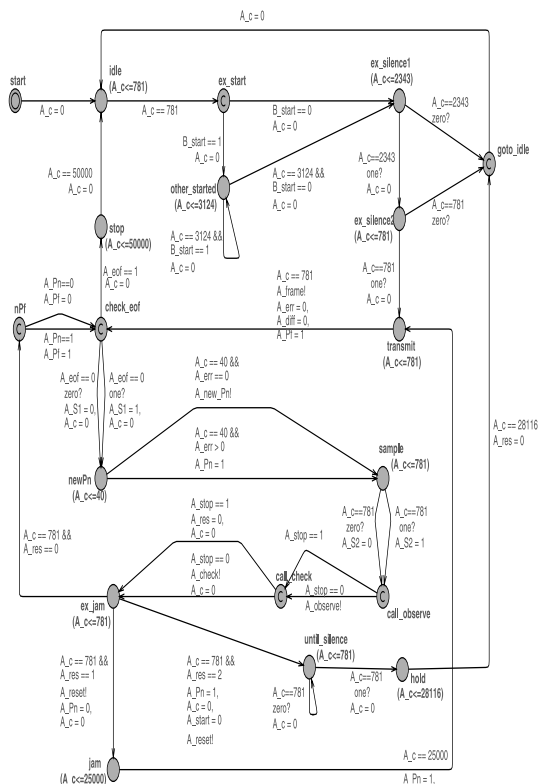 A_c = 0
start
A_c = 0
idle
(A_c<=781)
A_c == 781
ex_start
C
B_start == 0
A_c = 0
ex_silence1
(A_c<=2343)
A_c==2343
zero?
goto_idle
C
B_start == 1
A_c = 0
A_c == 3124 &&
B_start == 0
A_c = 0
A_c==2343
one?
A_c = 0
other_started
(A_c<=3124)
A_c == 3124 &&
B_start == 1
A_c = 0
ex_silence2
(A_c<=781)
A_c==781
zero?
A_c == 50000
A_c = 0
stop
(A_c<=50000)
A_eof == 1
A_c = 0
A_c==781
one?
A_c = 0
A_c == 781
A_frame!
A_err = 0,
A_diff = 0,
A_Pf = 1
transmit
(A_c<=781)
nPf
C
A_Pn==0
A_Pf = 0
A_Pn==1
A_Pf = 1
check_eof
C
A_eof == 0
zero?
A_S1 = 0,
A_c = 0
A_eof == 0
one?
A_S1 = 1,
A_c = 0
A_c == 40 &&
A_err == 0
A_new_Pn!
A_c == 40 &&
A_err > 0
A_Pn = 1
newPn
(A_c<=40)
sample
(A_c<=781)
A_c == 28116
A_res = 0
A_c==781
zero?
A_S2 = 0
A_c==781
one?
A_S2 = 1
A_stop == 1
A_res = 0,
A_c = 0
A_stop == 1
A_stop == 0
A_check!
A_c = 0
call_check
C
A_stop == 0
A_observe!
C
call_observe
A_c == 781 &&
A_res == 0
ex_jam
(A_c<=781)
until_silence
(A_c<=781)
A_c==781
zero?
A_c = 0
A_c==781
one?
A_c = 0
hold
(A_c<=28116)
A_c == 781 &&
A_res == 1
A_reset!
A_Pn = 0,
A_c = 0
A_c == 781 &&
A_res == 2
A_Pn = 1,
A_c = 0,
A_start = 0
A_reset!
jam
(A_c<=25000)
A_c == 25000
A_Pn = 1,